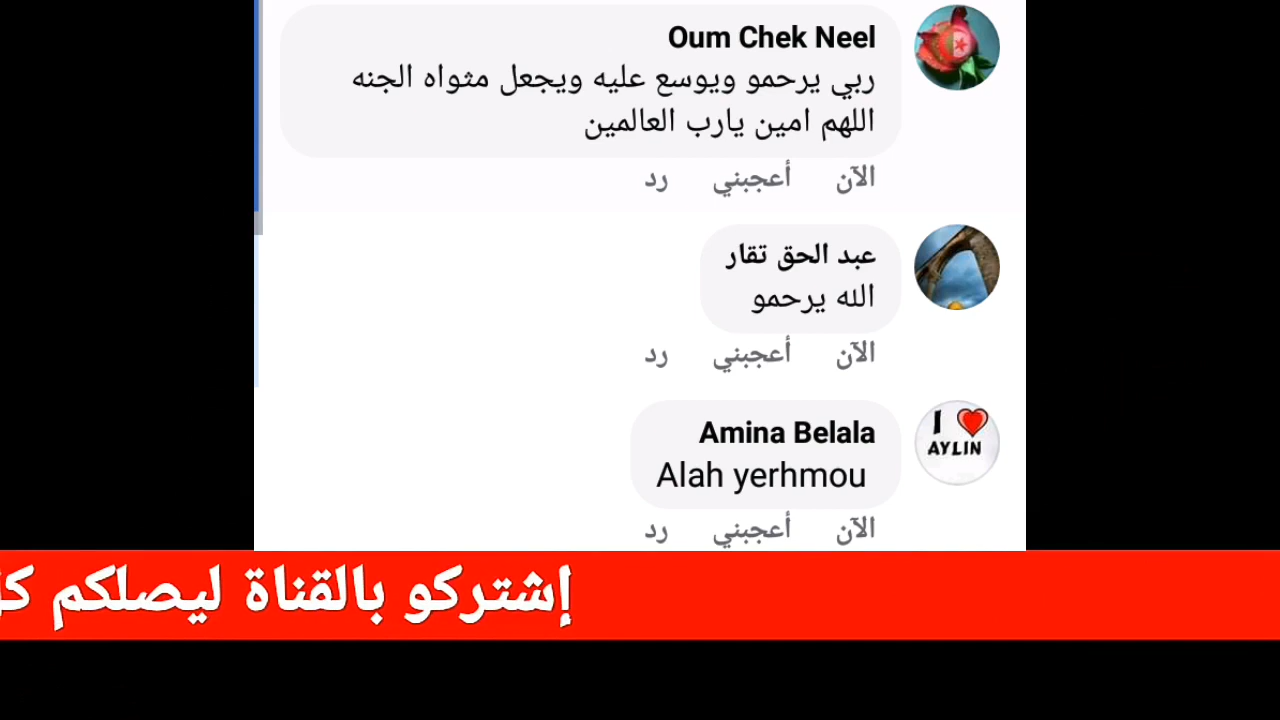 Oum Chek Neel
ربي يرحمو ويوسع عليه ويجعل مثواه الجنه
اللهم امين يارب العالمين
الآن أعجبني رد
عبد الحق تقار
الله يرحمو
الآن أعجبني رد
I
AYLIN
Amina Belala
Alah yerhmou
الآن أعجبني رد
إشتركو بالقناة ليصلكم